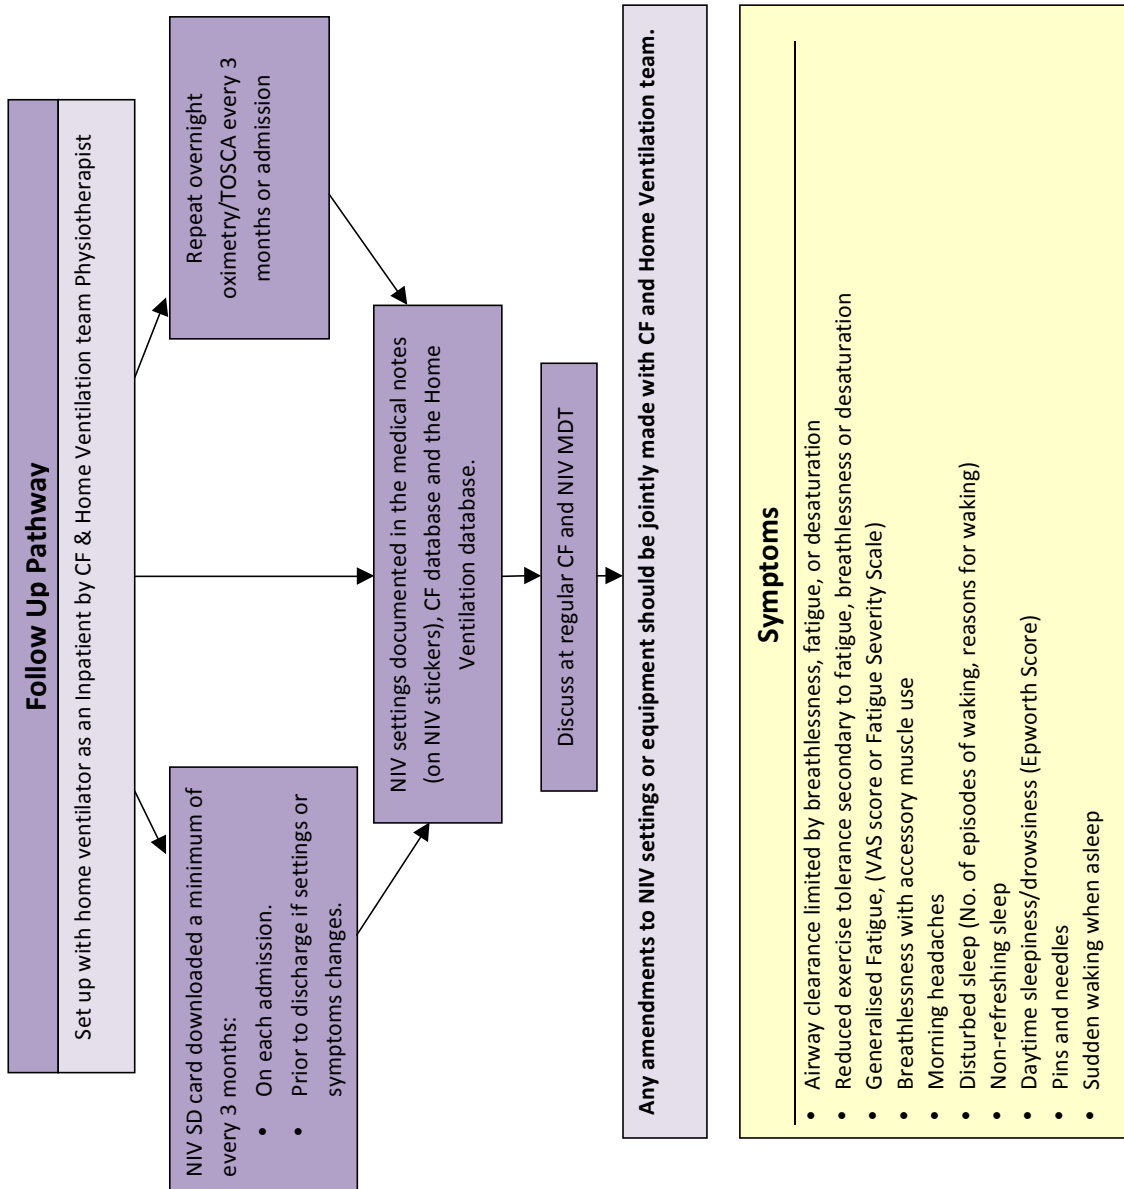 Follow Up Pathway
Set up with home ventilator as an Inpatient by CF & Home Ventilation team Physiotherapist
NIV SD card downloaded a minimum of
every 3 months:
• On each admission.
• Prior to discharge if settings or
symptoms changes.
Repeat overnight
oximetry/TOSCA every 3
months or admission
NIV settings documented in the medical notes
(on NIV stickers), CF database and the Home
Ventilation database.
Discuss at regular CF and NIV MDT
Any amendments to NIV settings or equipment should be jointly made with CF and Home Ventilation team.
Symptoms
• Airway clearance limited by breathlessness, fatigue, or desaturation
• Reduced exercise tolerance secondary to fatigue, breathlessness or desaturation
• Generalised Fatigue, (VAS score or Fatigue Severity Scale)
• Breathlessness with accessory muscle use
• Morning headaches
• Disturbed sleep (No. of episodes of waking, reasons for waking)
• Non-refreshing sleep
• Daytime sleepiness/drowsiness (Epworth Score)
• Pins and needles
• Sudden waking when asleep